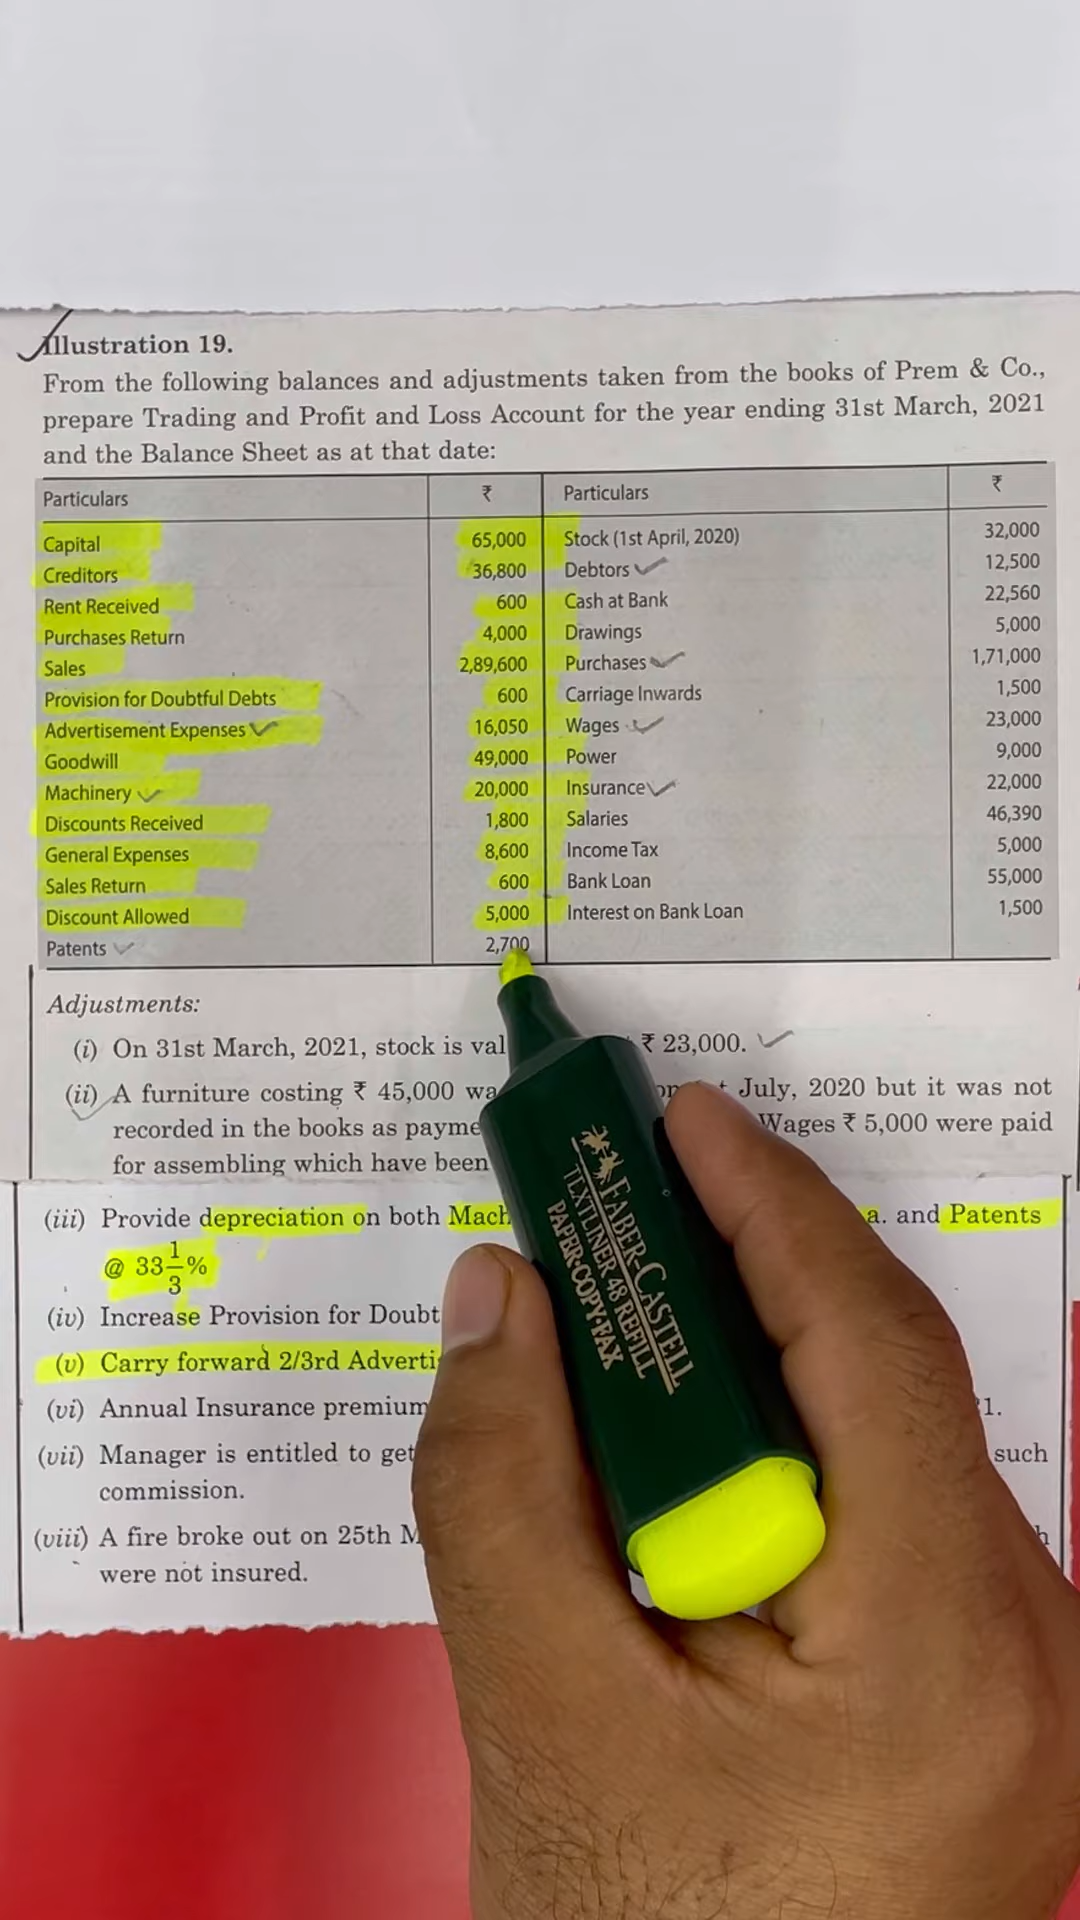 Illustration 19.
From the following balances and adjustments taken from the books of Prem & Co.,
prepare Trading and Profit and Loss Account for the year ending 31st March, 2021
and the Balance Sheet as at that date:
Particulars ₹ Particulars ₹
Capital 65,000 Stock (1st April, 2020) 32,000
Creditors 36,800 Debtors 12,500
Rent Received 600 Cash at Bank 22,560
Purchases Return 4,000 Drawings 5,000
Sales 2,89,600 Purchases 1,71,000
Provision for Doubtful Debts 600 Carriage Inwards 1,500
Advertisement Expenses 16,050 Wages 23,000
Goodwill 49,000 Power 9,000
Machinery 20,000 Insurance 22,000
Discounts Received 1,800 Salaries 46,390
General Expenses 8,600 Income Tax 5,000
Sales Return 600 Bank Loan 55,000
Discount Allowed 5,000 Interest on Bank Loan 1,500
Patents 2,700
Adjustments:
(i) On 31st March, 2021, stock is val ₹ 23,000.
(ii) A furniture costing ₹ 45,000 wa July, 2020 but it was not
recorded in the books as payme Wages ₹ 5,000 were paid
for assembling which have been
(iii) Provide depreciation on both Mach a. and Patents
@ 33 1/3%
(iv) Increase Provision for Doubt
(v) Carry forward 2/3rd Adverti
(vi) Annual Insurance premium 1.
(vii) Manager is entitled to get such
commission.
(viii) A fire broke out on 25th M h
were not insured.
FABER-CASTELL
TEXTLINER 48 REFILL
PAPER·COPY·FAX